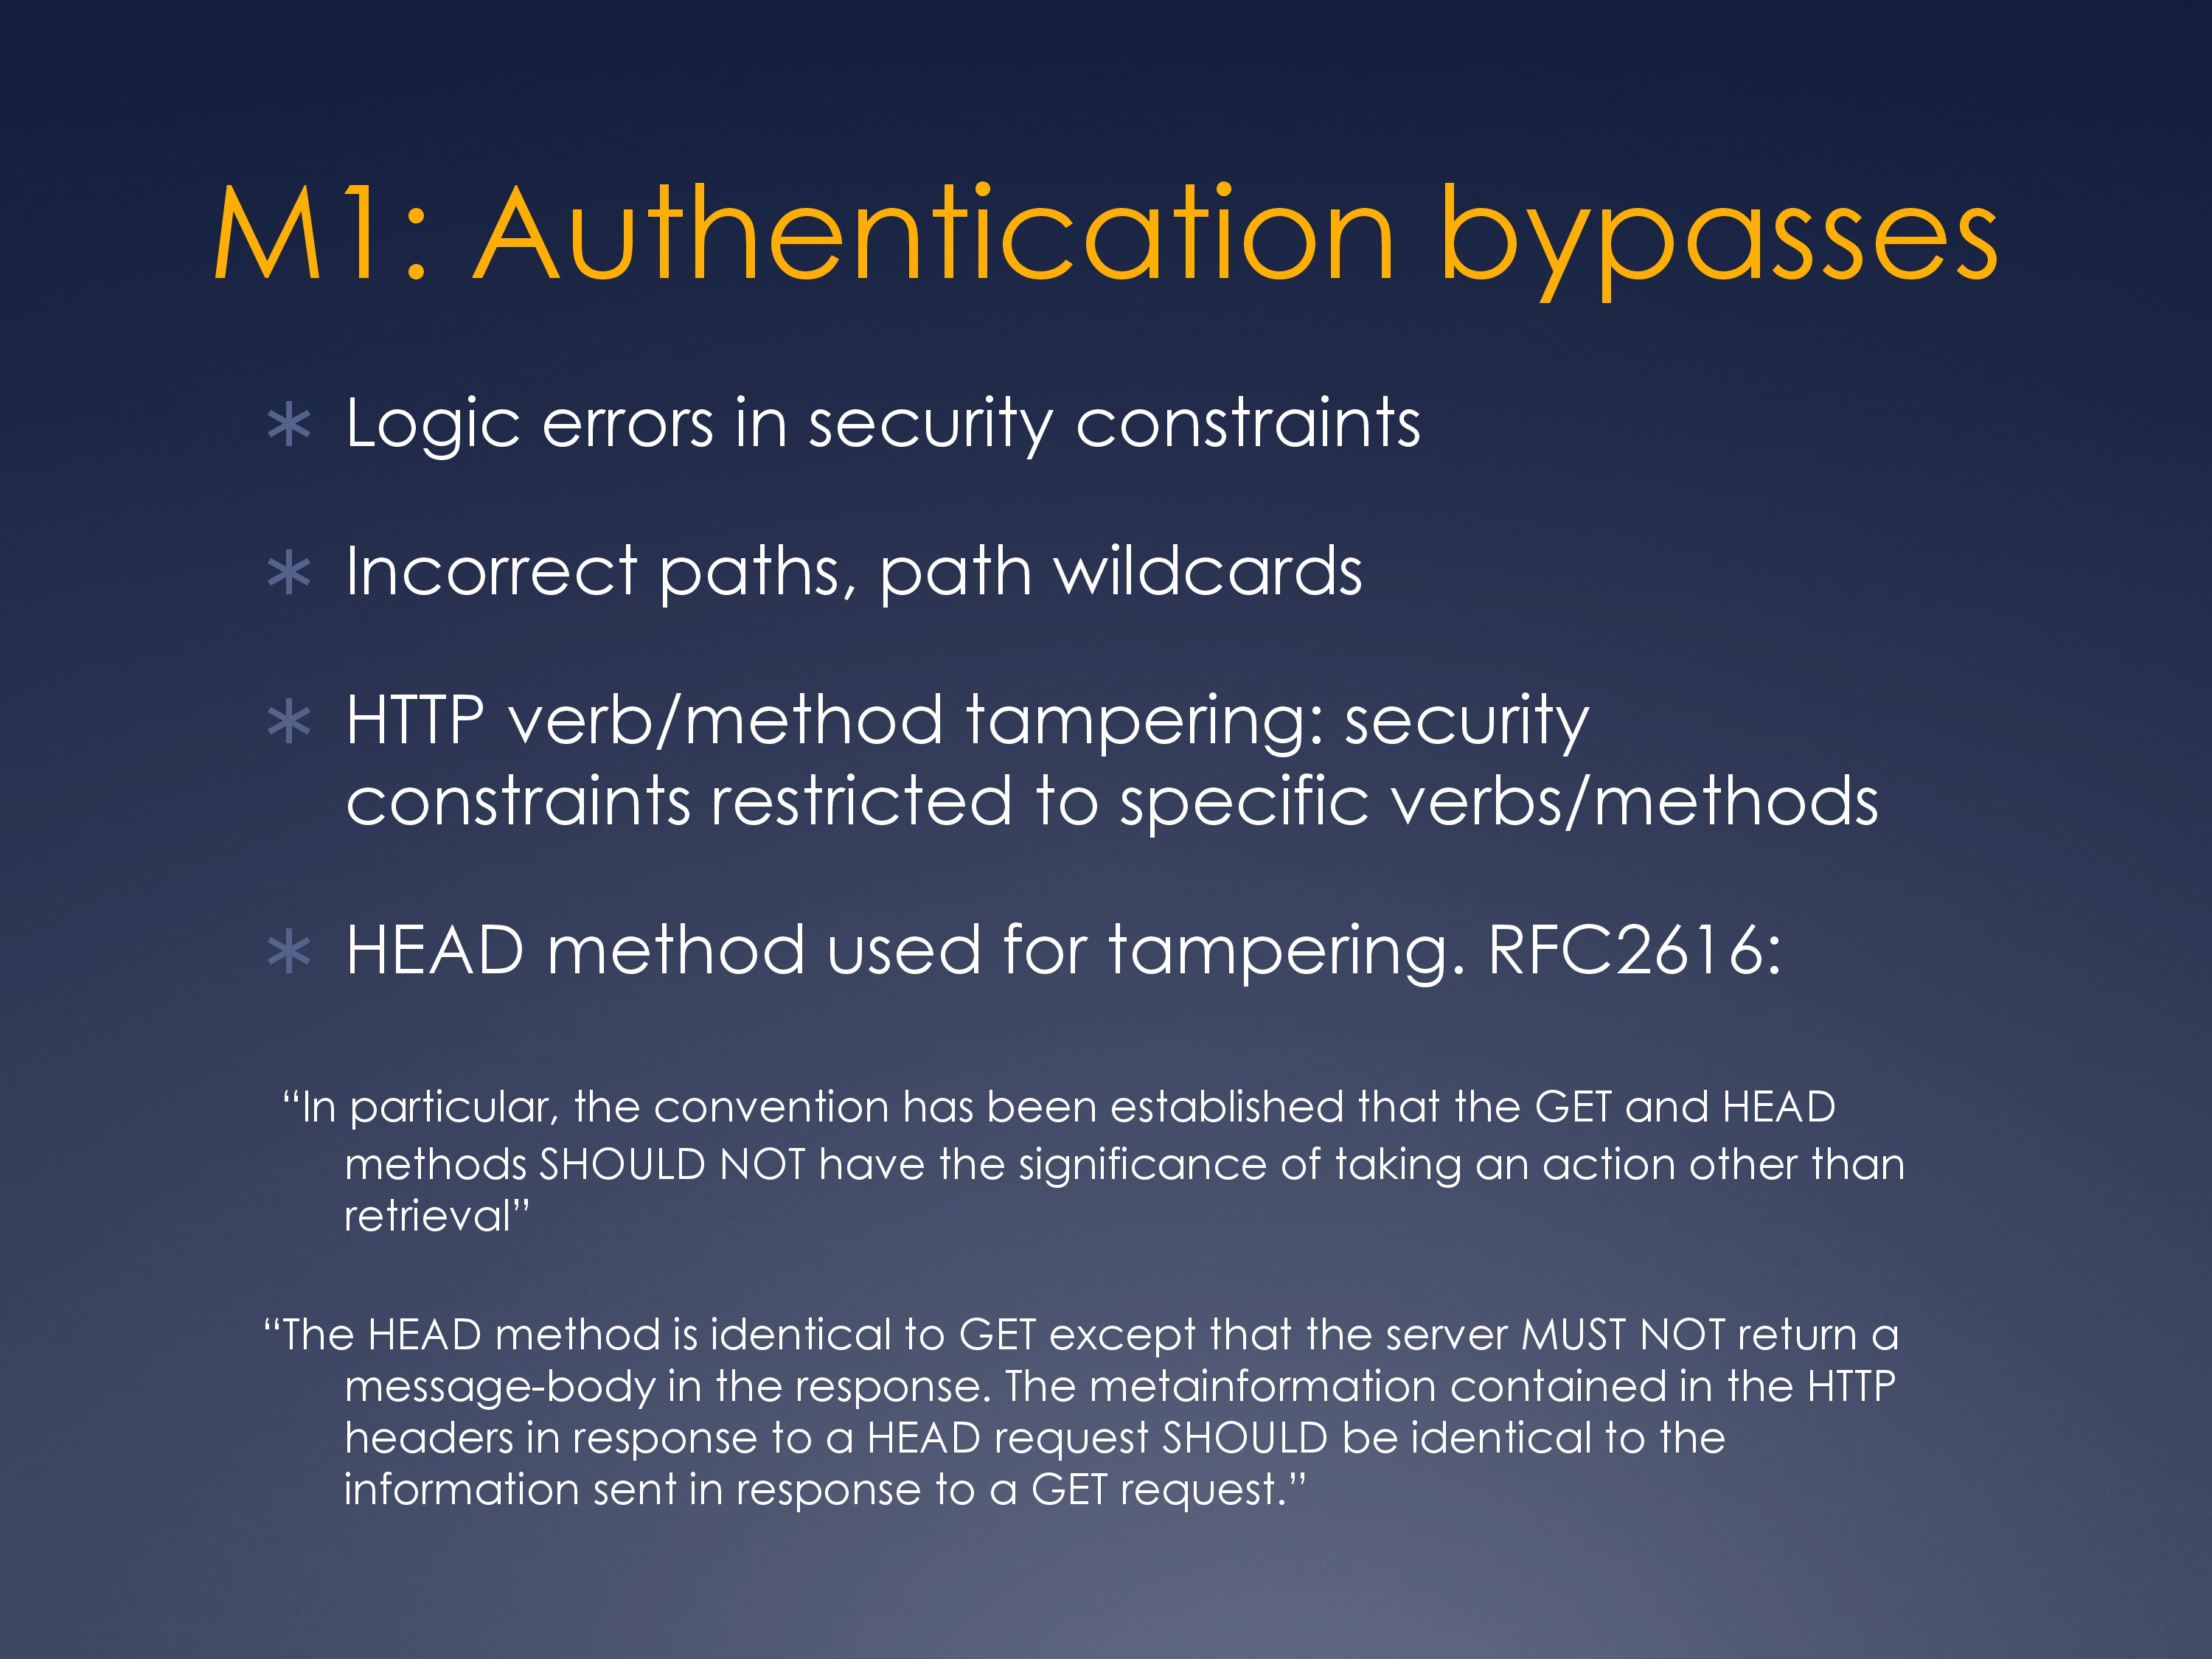 M1: Authentication bypasses
* Logic errors in security constraints
* Incorrect paths, path wildcards
* HTTP verb/method tampering: security
constraints restricted to specific verbs/methods
* HEAD method used for tampering. RFC2616:
“In particular, the convention has been established that the GET and HEAD
methods SHOULD NOT have the significance of taking an action other than
retrieval”
“The HEAD method is identical to GET except that the server MUST NOT return a
message-body in the response. The metainformation contained in the HTTP
headers in response to a HEAD request SHOULD be identical to the
information sent in response to a GET request.”